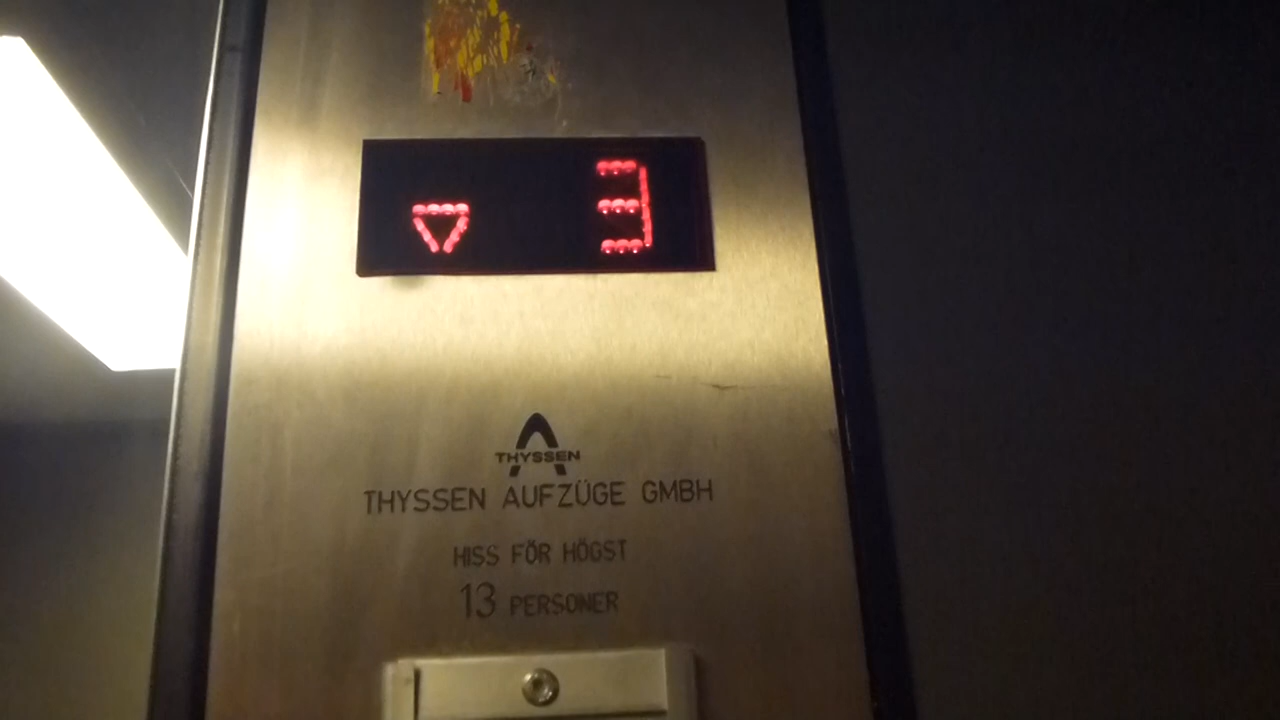 3
THYSSEN
THYSSEN AUFZÜGE GMBH
HISS FÖR HÖGST
13 PERSONER